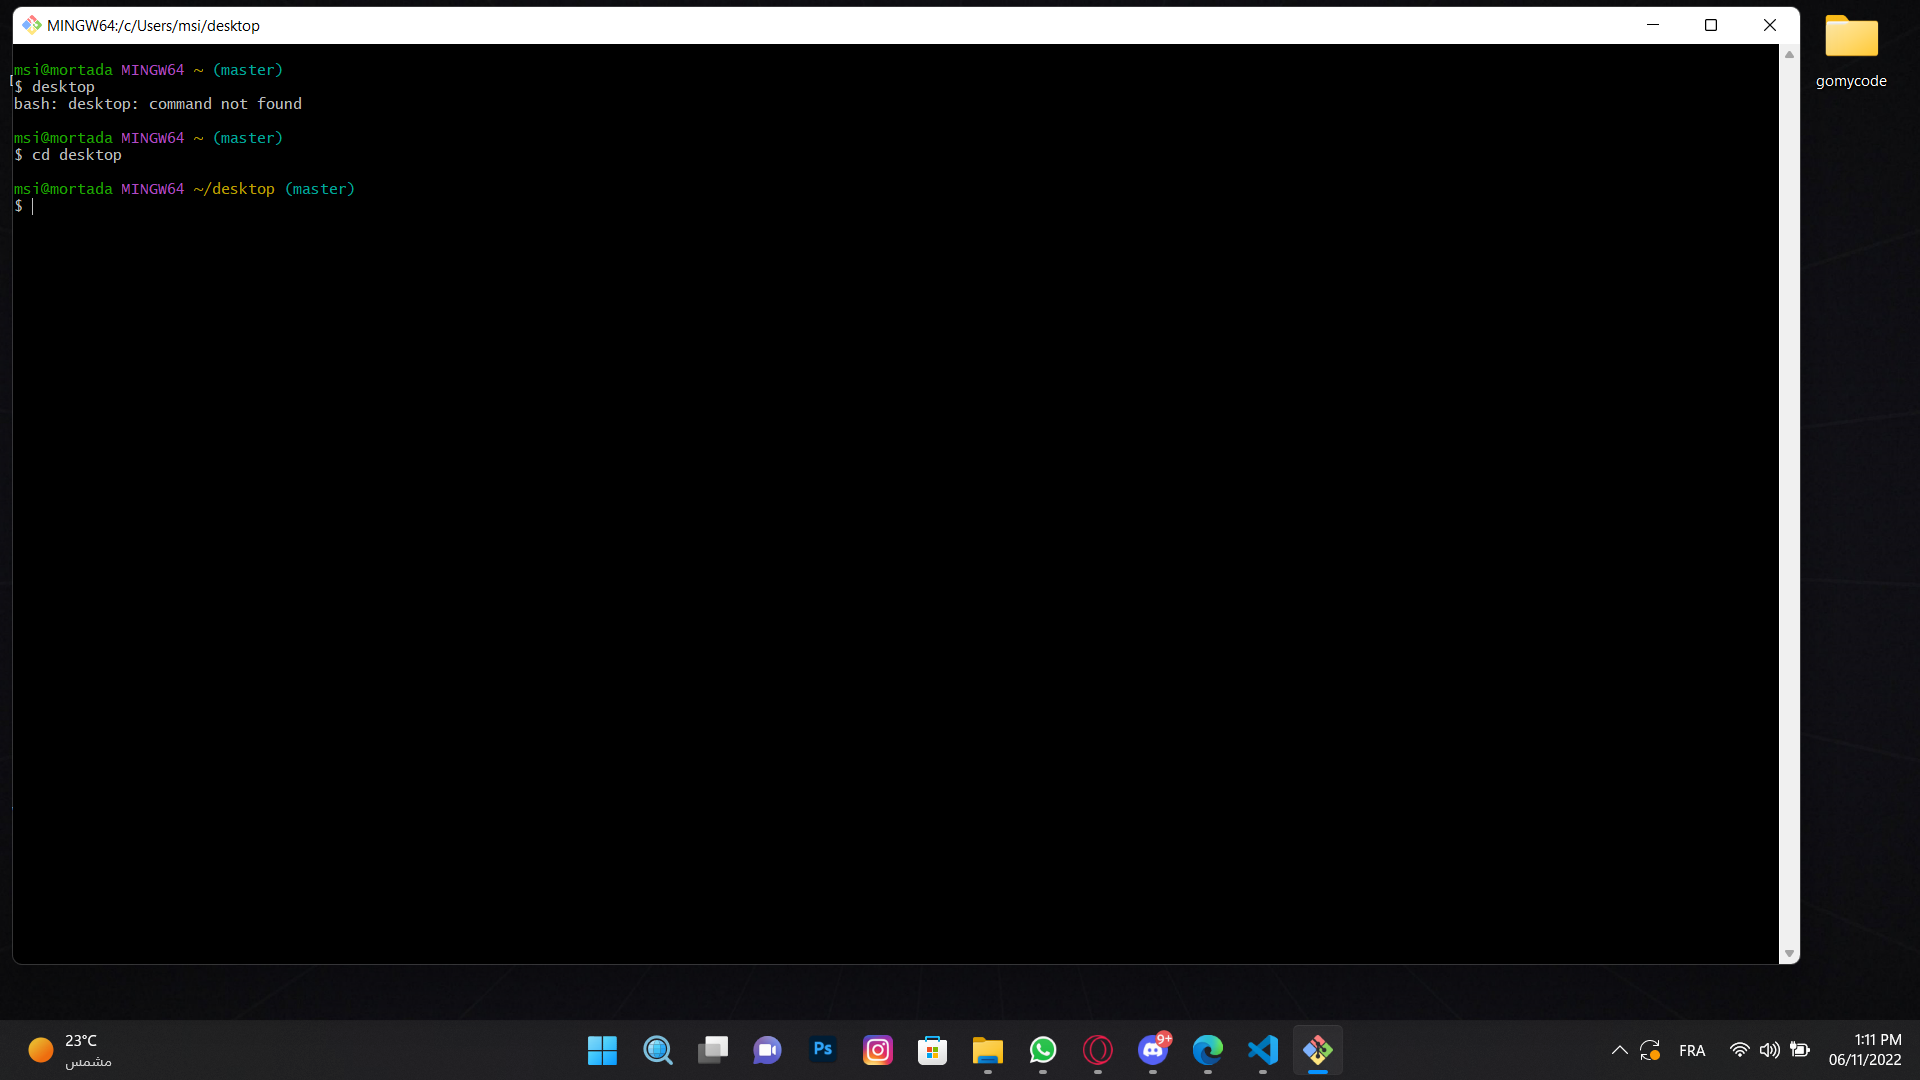 MINGW64:/c/Users/msi/desktop
msi@mortada MINGW64 ~ (master)
$ desktop
bash: desktop: command not found
msi@mortada MINGW64 ~ (master)
$ cd desktop
msi@mortada MINGW64 ~/desktop (master)
$
gomycode
23°C
مشمس
Ps
9+
FRA
1:11 PM
06/11/2022